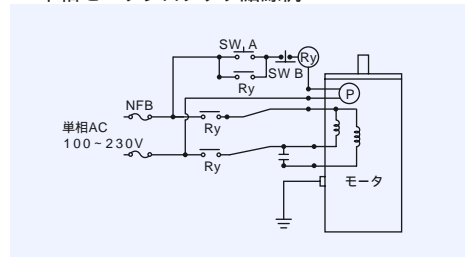 SW, A
Ry
SW B
Ry
P
NFB
Ry
単相AC
100~230V
Ry
モータ